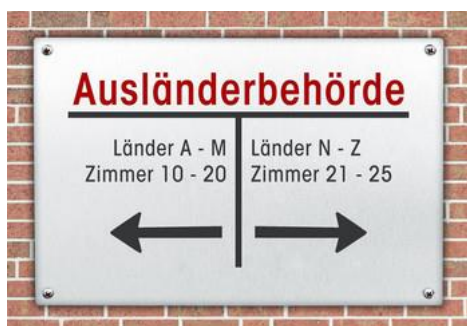 Ausländerbehörde
Länder A - M
Zimmer 10 - 20
Länder N - Z
Zimmer 21 - 25